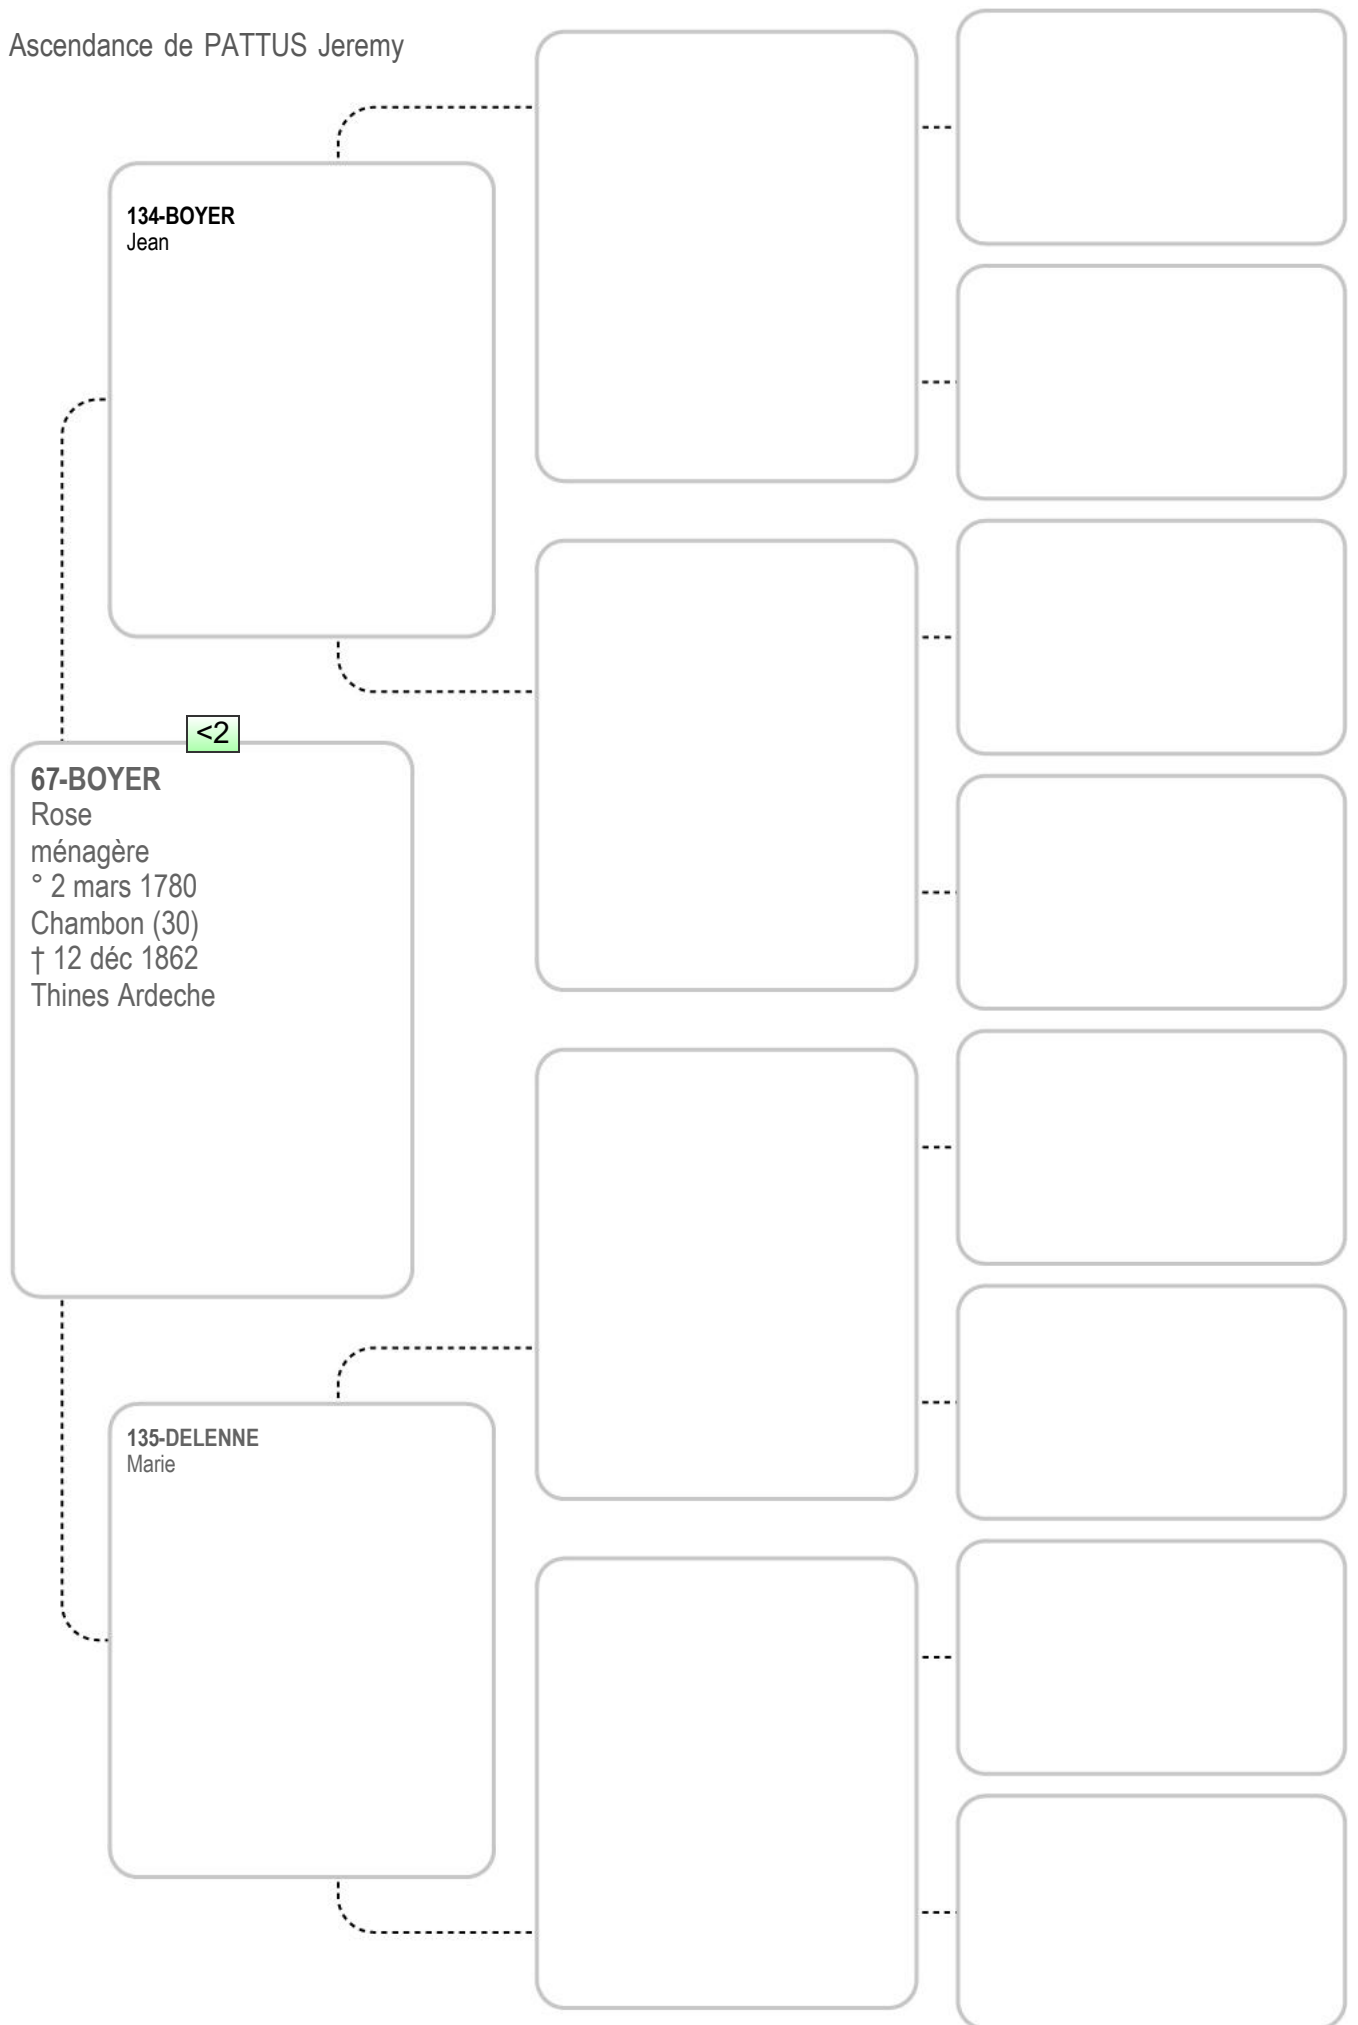 Ascendance de PATTUS Jeremy
134-BOYER
Jean
<2
67-BOYER
Rose
ménagère
° 2 mars 1780
Chambon (30)
† 12 déc 1862
Thines Ardeche
135-DELENNE
Marie